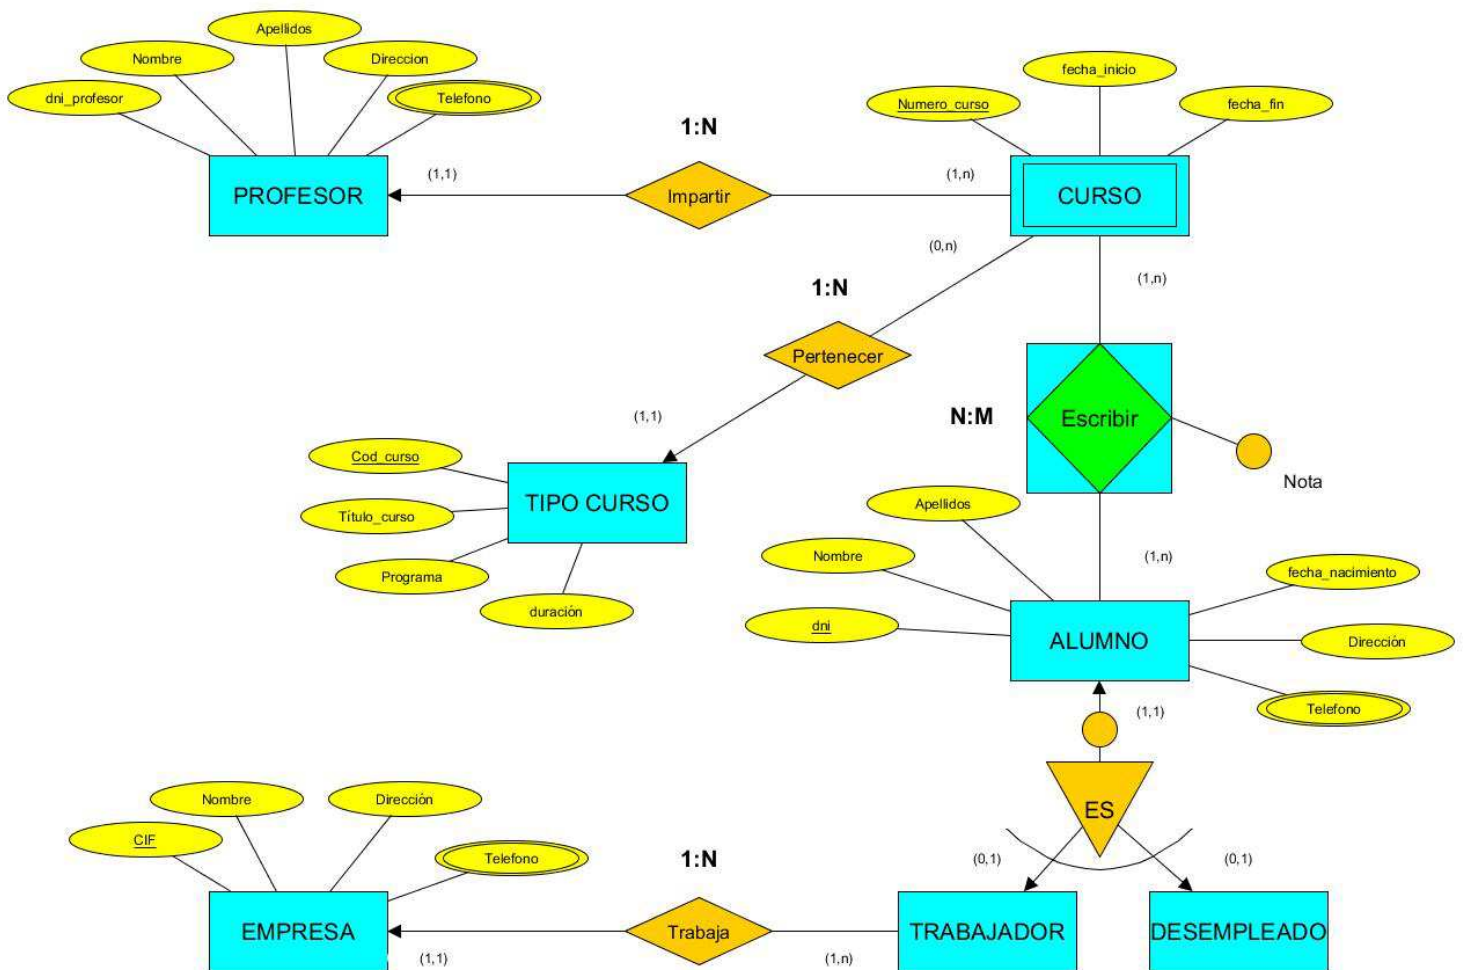 Apellidos
Nombre
Direccion
dni_profesor
Telefono
PROFESOR
(1,1)
1:N
Impartir
(1,n)
fecha_inicio
Numero_curso
fecha_fin
CURSO
(0,n)
(1,n)
1:N
Pertenecer
(1,1)
Cod_curso
Título_curso
Programa
duración
TIPO CURSO
N:M
Escribir
Nota
Apellidos
Nombre
dni
(1,n)
fecha_nacimiento
Dirección
Telefono
ALUMNO
(1,1)
ES
(0,1)
(0,1)
Nombre
Dirección
CIF
Telefono
EMPRESA
(1,1)
1:N
Trabaja
(1,n)
TRABAJADOR
DESEMPLEADO